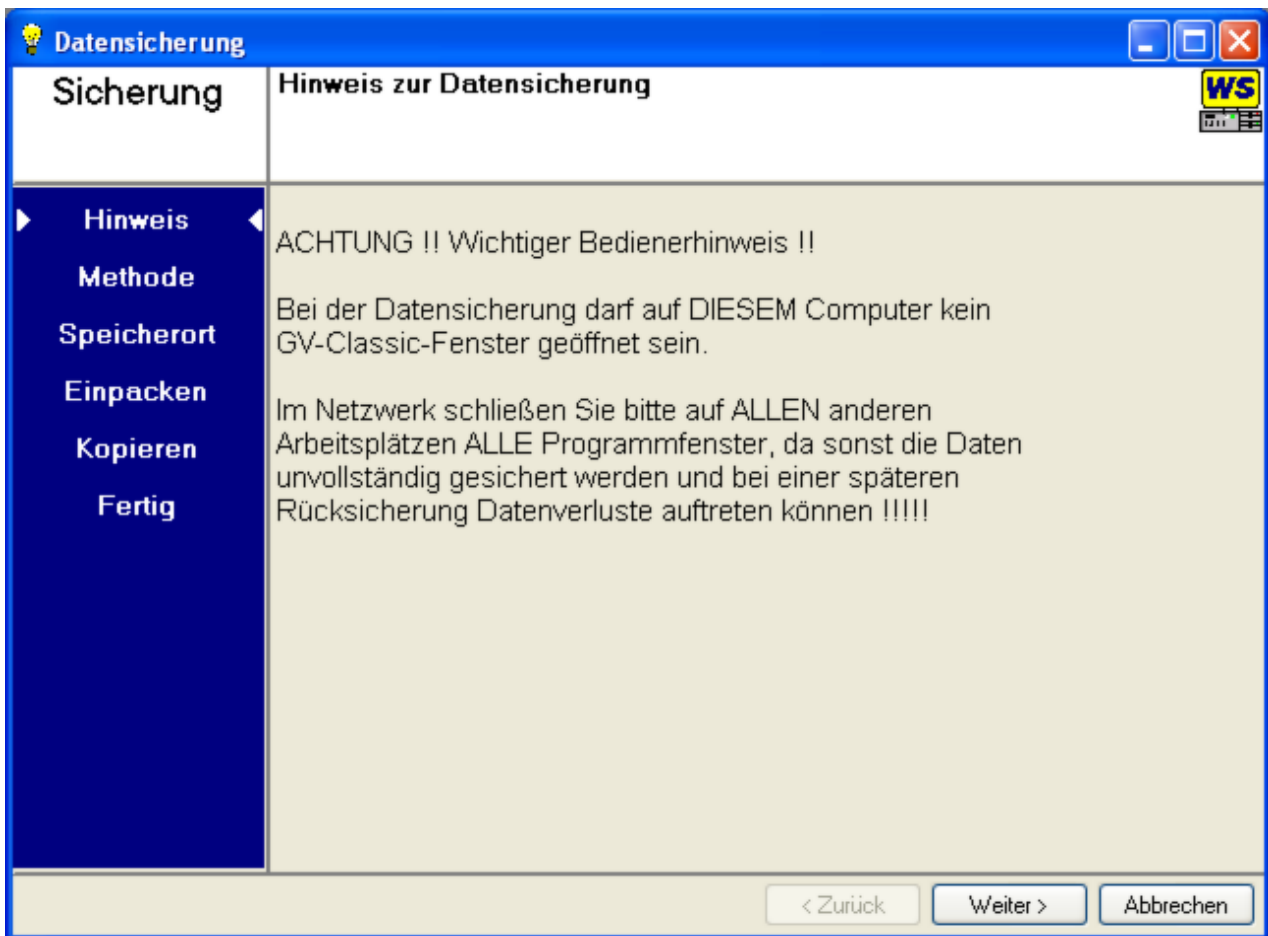 Datensicherung
Sicherung
Hinweis zur Datensicherung
WS
Hinweis
Methode
Speicherort
Einpacken
Kopieren
Fertig
ACHTUNG !! Wichtiger Bedienerhinweis !!
Bei der Datensicherung darf auf DIESEM Computer kein
GV-Classic-Fenster geöffnet sein.
Im Netzwerk schließen Sie bitte auf ALLEN anderen
Arbeitsplätzen ALLE Programmfenster, da sonst die Daten
unvollständig gesichert werden und bei einer späteren
Rücksicherung Datenverluste auftreten können !!!!!
< Zurück
Weiter >
Abbrechen